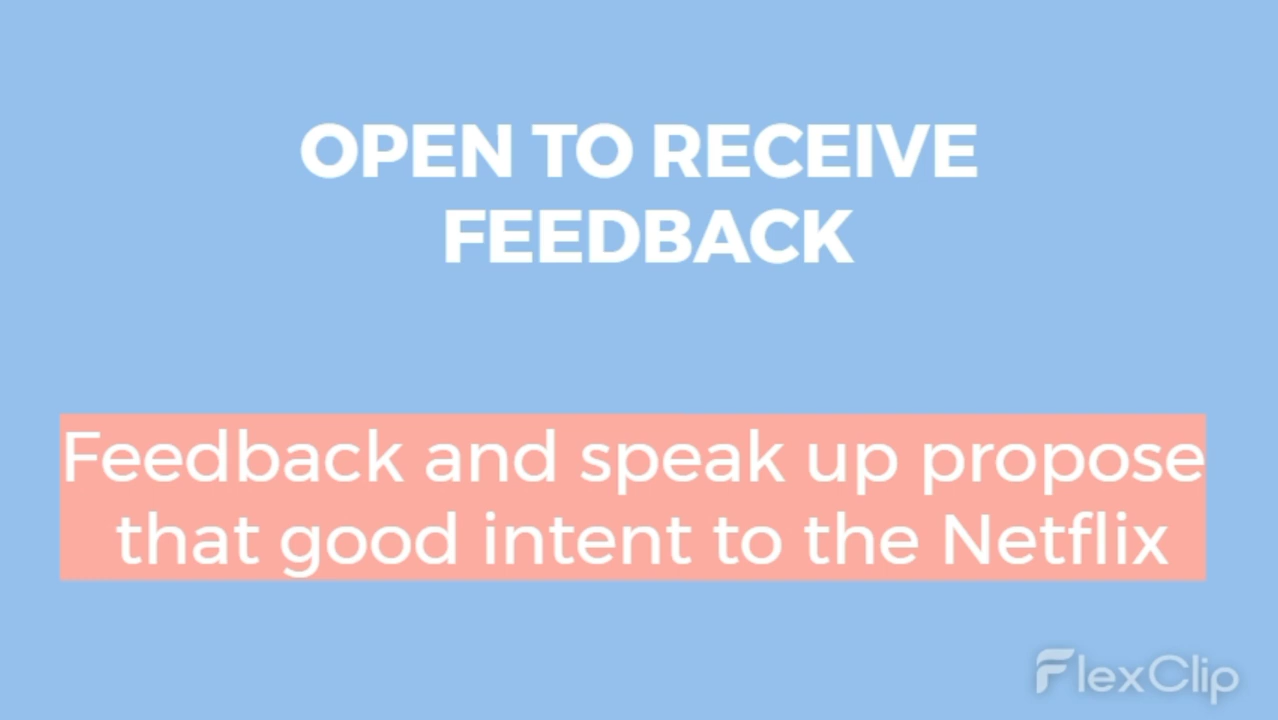 OPEN TO RECEIVE
FEEDBACK
Feedback and speak up propose
that good intent to the Netflix
FlexClip